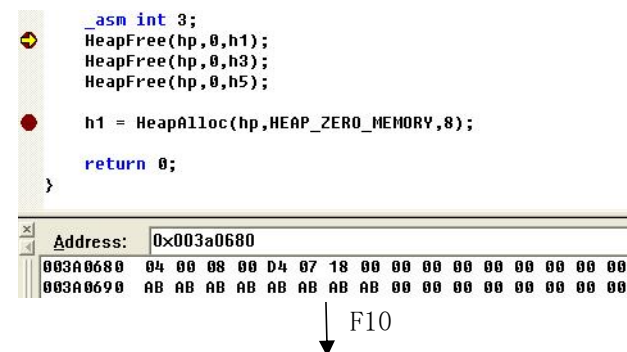 _asm int 3;
HeapFree(hp,0,h1);
HeapFree(hp,0,h3);
HeapFree(hp,0,h5);
h1 = HeapAlloc(hp,HEAP_ZERO_MEMORY,8);
return 0;
}
Address: 0x003a0680
003A0680 04 00 08 00 D4 07 18 00 00 00 00 00 00 00 00 00
003A0690 AB AB AB AB AB AB AB AB 00 00 00 00 00 00 00 00
F10